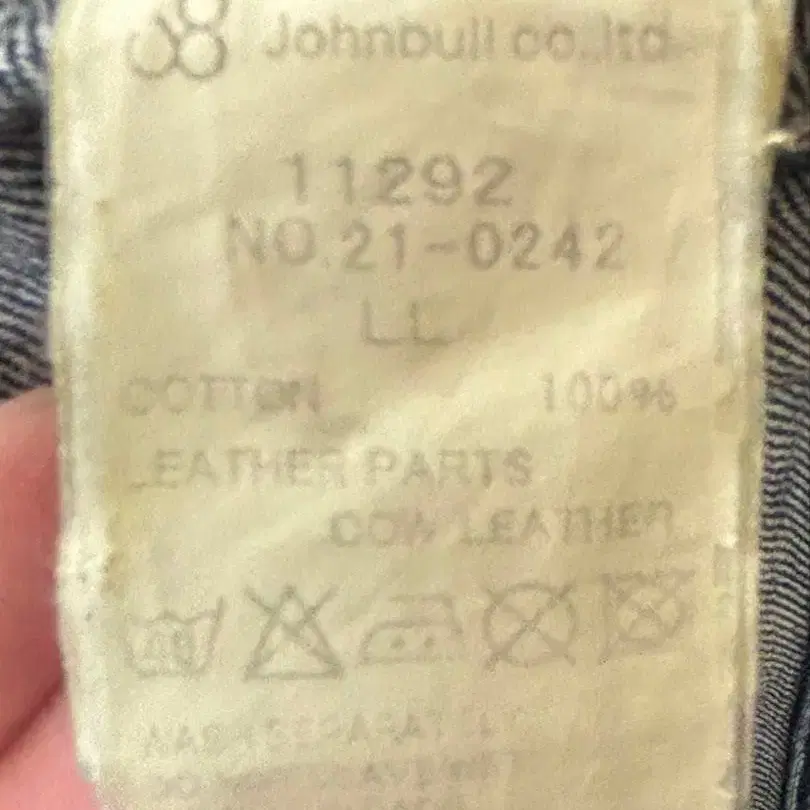 Johnbull co.,ltd
11292
NO.21-0242
LL
COTTON 100%
LEATHER PARTS
COW LEATHER